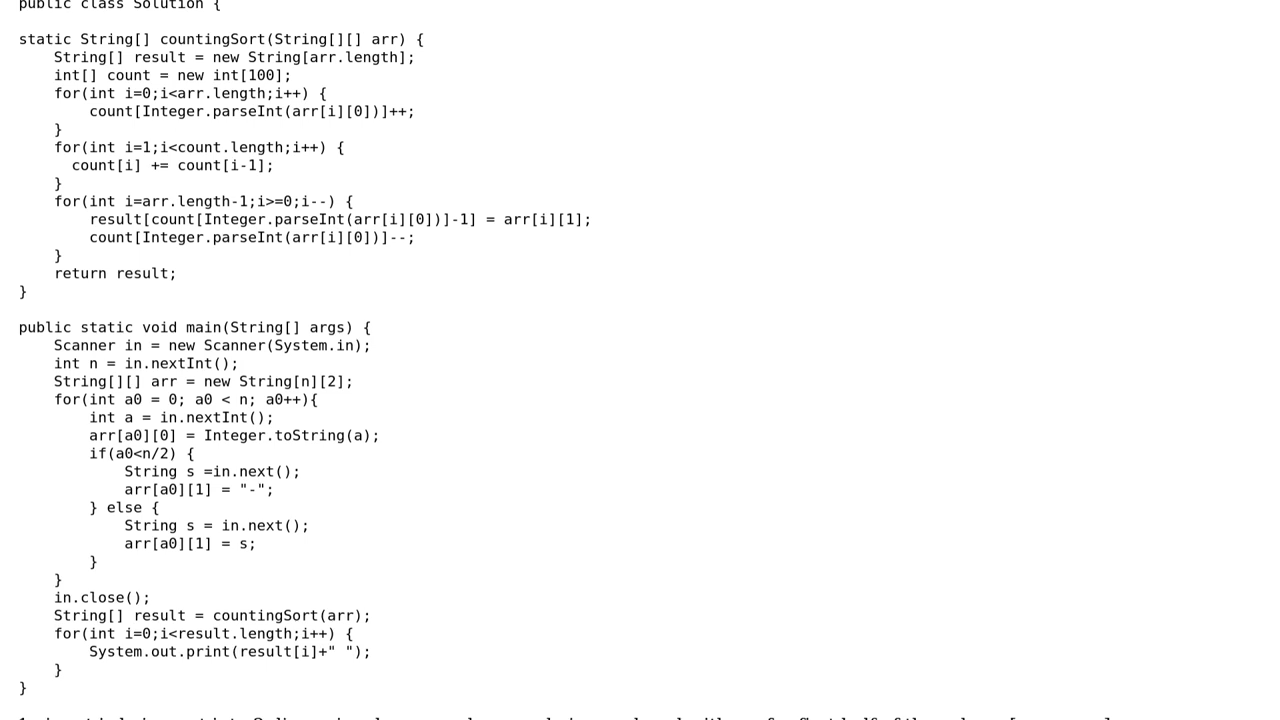 public class Solution {
static String[] countingSort(String[][] arr) {
String[] result = new String[arr.length];
int[] count = new int[100];
for(int i=0;i<arr.length;i++) {
count[Integer.parseInt(arr[i][0])]++;
}
for(int i=1;i<count.length;i++) {
count[i] += count[i-1];
}
for(int i=arr.length-1;i>=0;i--) {
result[count[Integer.parseInt(arr[i][0])]-1] = arr[i][1];
count[Integer.parseInt(arr[i][0])]--;
}
return result;
}
public static void main(String[] args) {
Scanner in = new Scanner(System.in);
int n = in.nextInt();
String[][] arr = new String[n][2];
for(int a0 = 0; a0 < n; a0++){
int a = in.nextInt();
arr[a0][0] = Integer.toString(a);
if(a0<n/2) {
String s =in.next();
arr[a0][1] = "-";
} else {
String s = in.next();
arr[a0][1] = s;
}
}
in.close();
String[] result = countingSort(arr);
for(int i=0;i<result.length;i++) {
System.out.print(result[i]+" ");
}
}